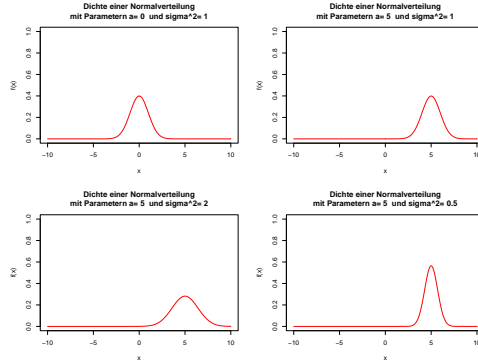 Dichte einer Normalverteilung
mit Parametern a= 0 und sigma^2= 1
f(x)
0.0 0.2 0.4 0.6 0.8 1.0
−10 −5 0 5 10
x
Dichte einer Normalverteilung
mit Parametern a= 5 und sigma^2= 1
f(x)
0.0 0.2 0.4 0.6 0.8 1.0
−10 −5 0 5 10
x
Dichte einer Normalverteilung
mit Parametern a= 5 und sigma^2= 2
f(x)
0.0 0.2 0.4 0.6 0.8 1.0
−10 −5 0 5 10
x
Dichte einer Normalverteilung
mit Parametern a= 5 und sigma^2= 0.5
f(x)
0.0 0.2 0.4 0.6 0.8 1.0
−10 −5 0 5 10
x